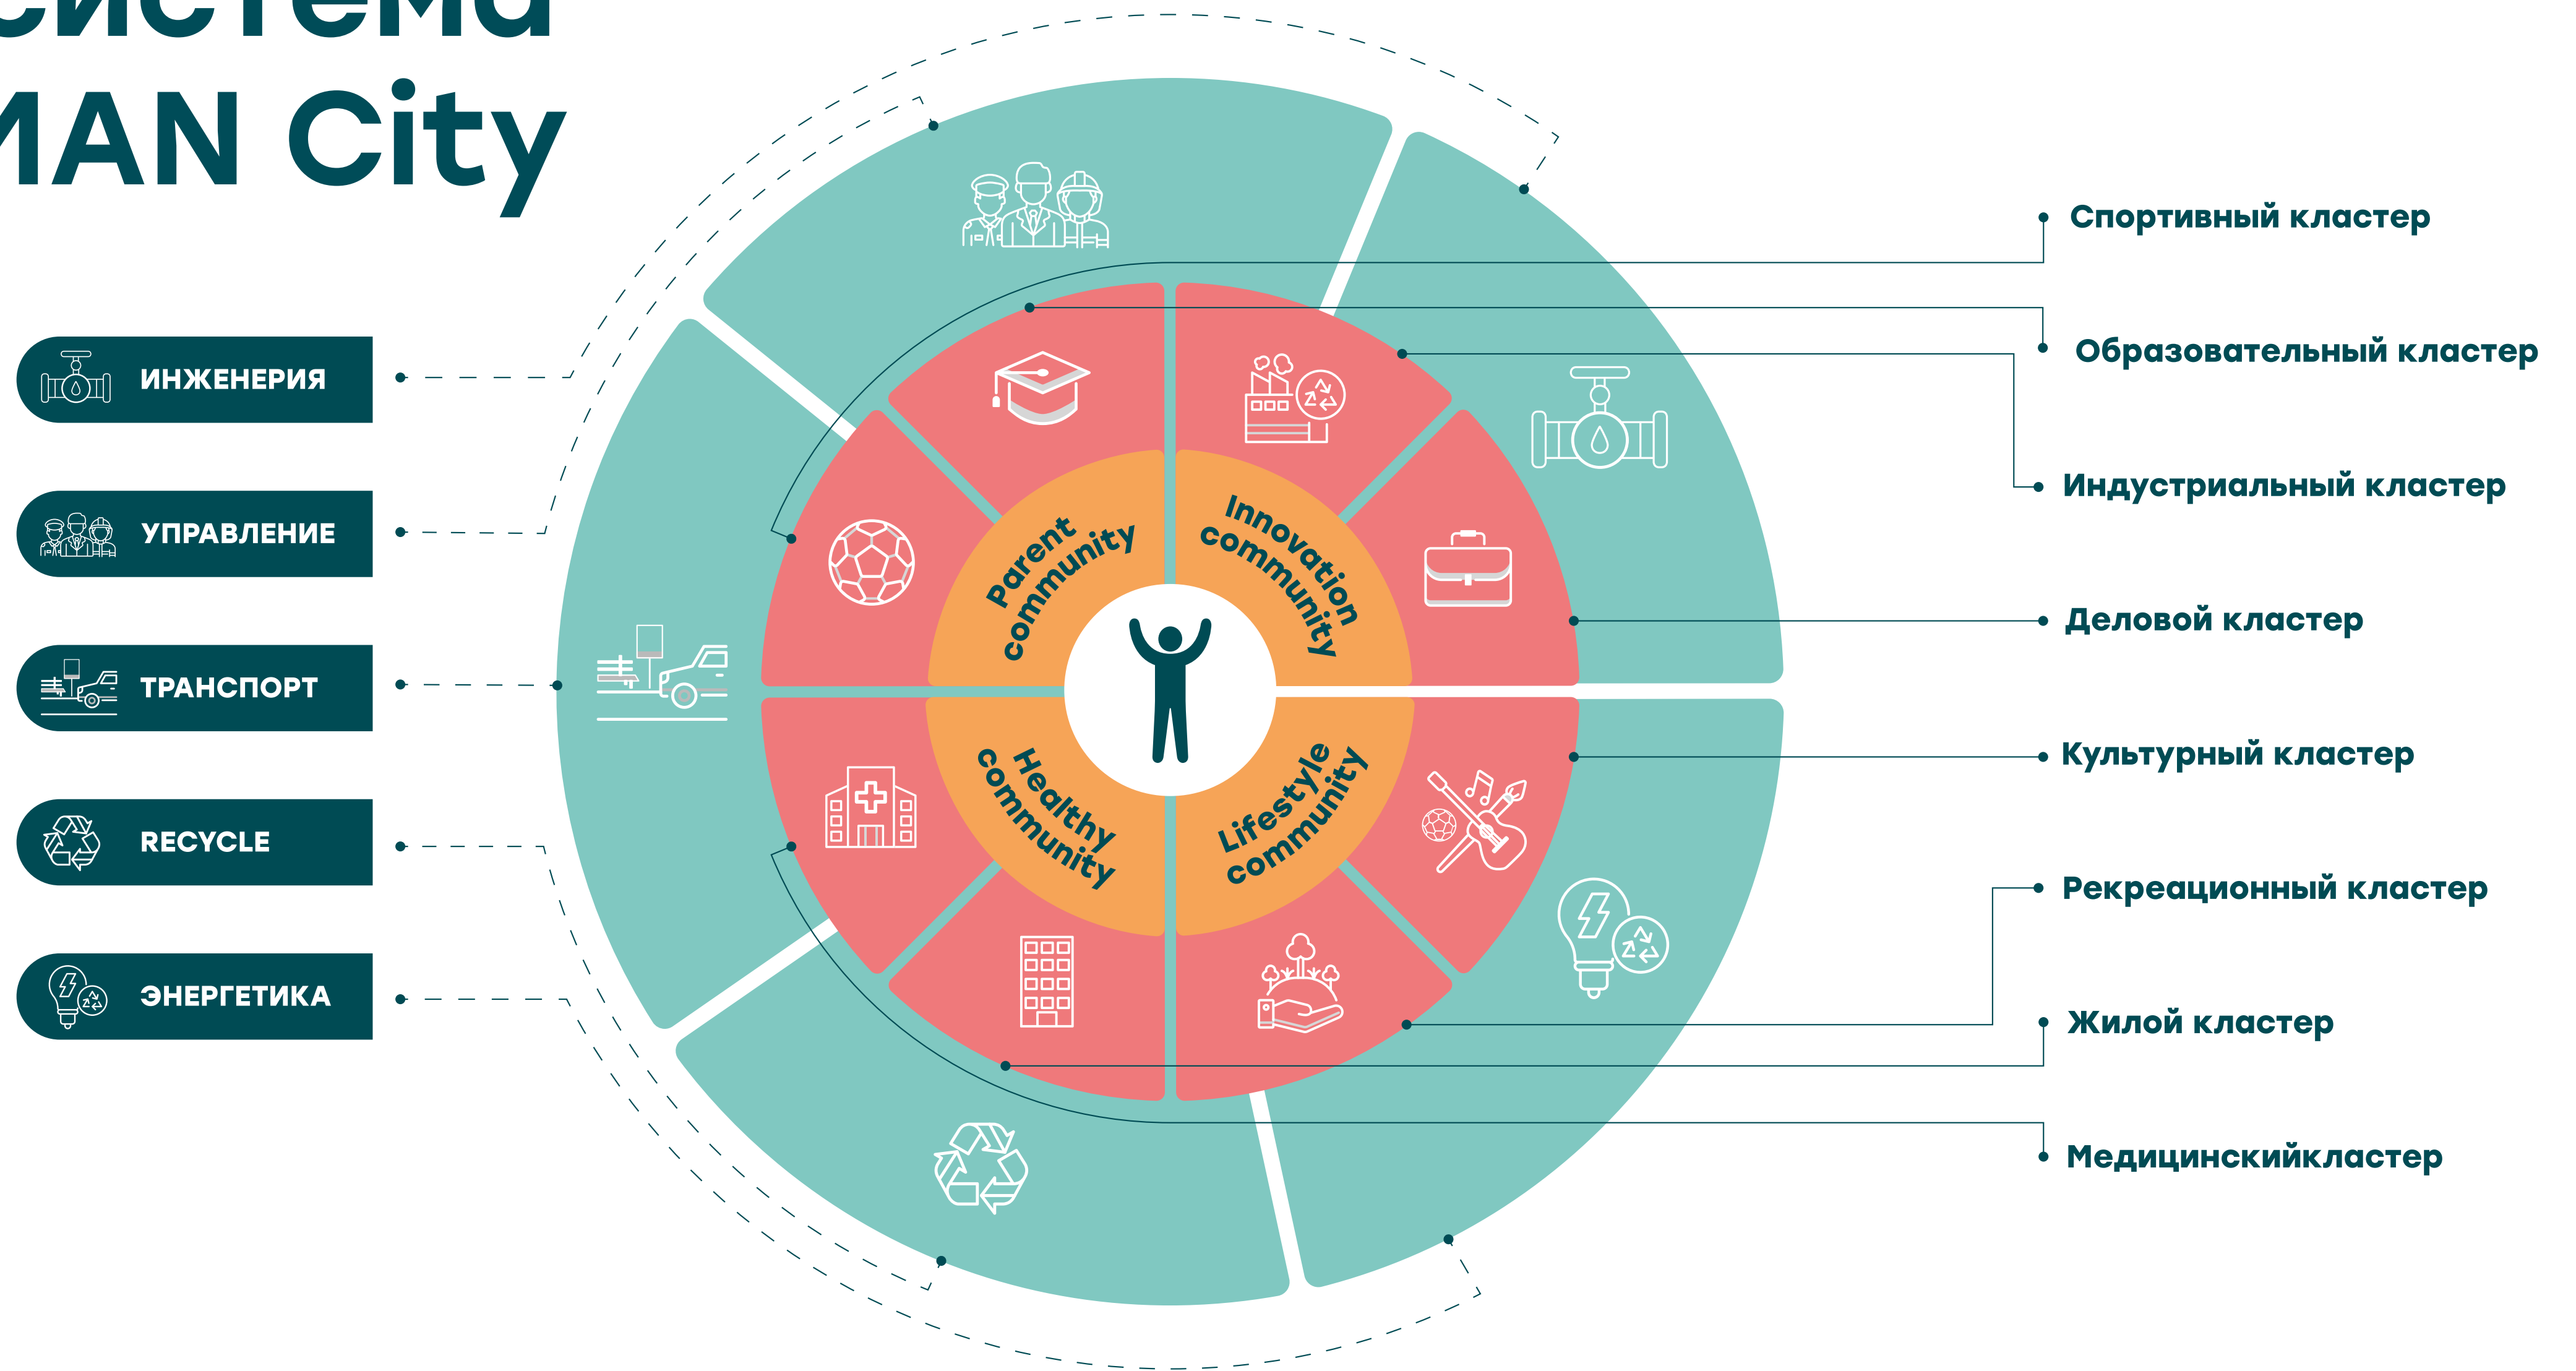 система
MAN City
ИНЖЕНЕРИЯ
УПРАВЛЕНИЕ
ТРАНСПОРТ
RECYCLE
ЭНЕРГЕТИКА
Parent
community
Innovation
community
Healthy
community
Lifestyle
community
Спортивный кластер
Образовательный кластер
Индустриальный кластер
Деловой кластер
Культурный кластер
Рекреационный кластер
Жилой кластер
Медицинскийкластер